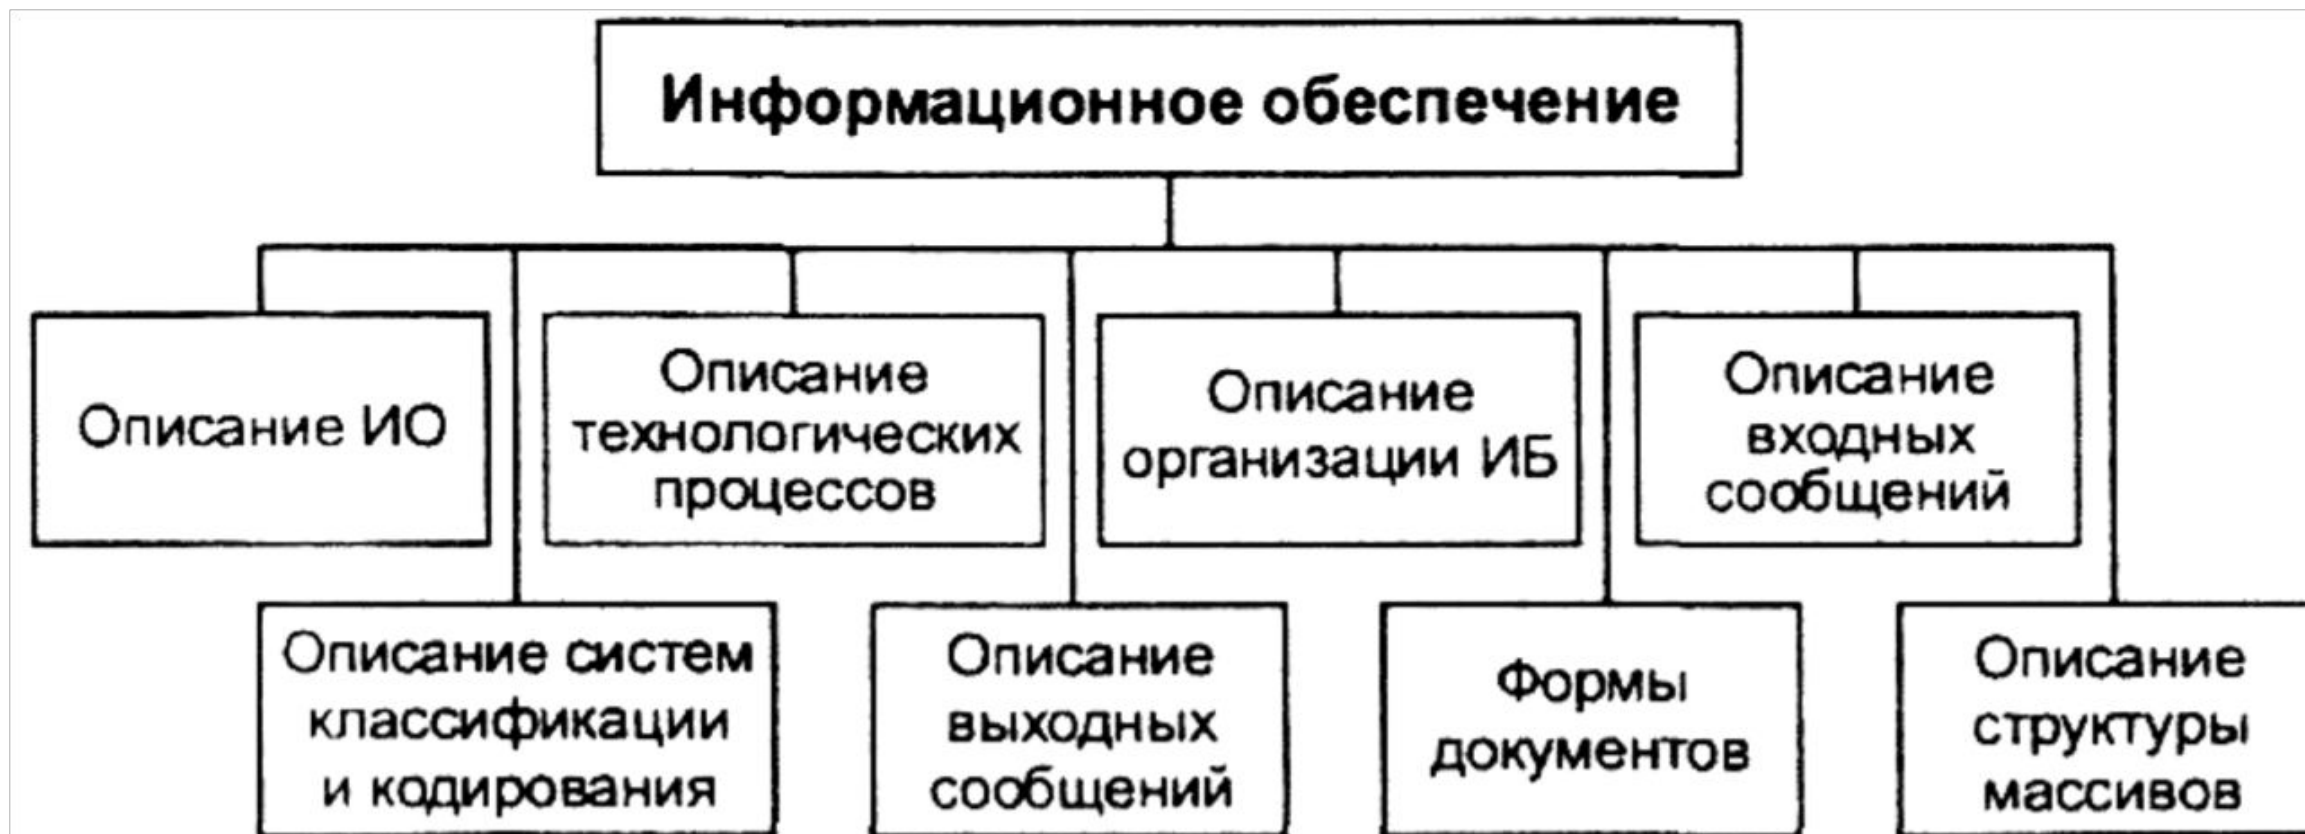 Информационное обеспечение
Описание ИО
Описание
технологических
процессов
Описание
организации ИБ
Описание
входных
сообщений
Описание систем
классификации
и кодирования
Описание
выходных
сообщений
Формы
документов
Описание
структуры
массивов